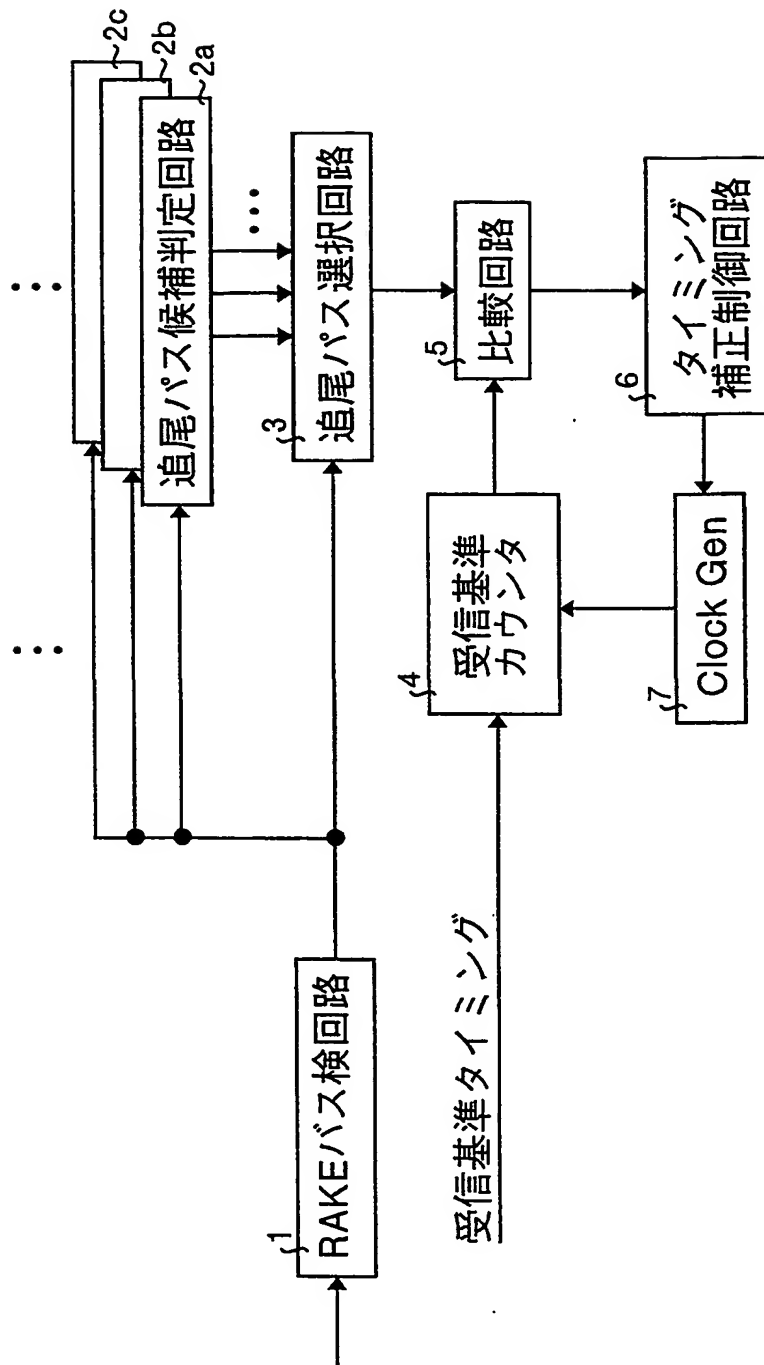 1
RAKEバス検回路
2c
2b
2a
追尾パス候補判定回路
3
追尾パス選択回路
受信基準タイミング
4
受信基準
カウンタ
5
比較回路
6
タイミング
補正制御回路
7
Clock Gen